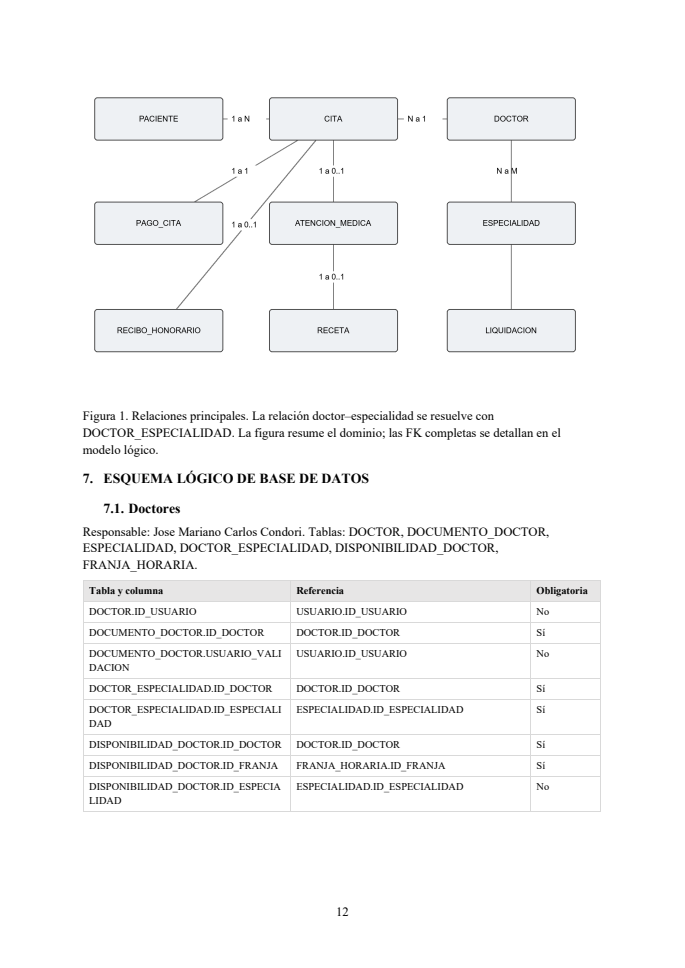 PACIENTE
1 a N
CITA
N a 1
DOCTOR
1 a 1
1 a 0..1
N a M
PAGO_CITA
1 a 0..1
ATENCION_MEDICA
ESPECIALIDAD
1 a 0..1
RECIBO_HONORARIO
RECETA
LIQUIDACION
Figura 1. Relaciones principales. La relación doctor–especialidad se resuelve con
DOCTOR_ESPECIALIDAD. La figura resume el dominio; las FK completas se detallan en el
modelo lógico.
7. ESQUEMA LÓGICO DE BASE DE DATOS
7.1. Doctores
Responsable: Jose Mariano Carlos Condori. Tablas: DOCTOR, DOCUMENTO_DOCTOR,
ESPECIALIDAD, DOCTOR_ESPECIALIDAD, DISPONIBILIDAD_DOCTOR,
FRANJA_HORARIA.
Tabla y columna Referencia Obligatoria
DOCTOR.ID_USUARIO USUARIO.ID_USUARIO No
DOCUMENTO_DOCTOR.ID_DOCTOR DOCTOR.ID_DOCTOR Sí
DOCUMENTO_DOCTOR.USUARIO_VALI USUARIO.ID_USUARIO No
DACION
DOCTOR_ESPECIALIDAD.ID_DOCTOR DOCTOR.ID_DOCTOR Sí
DOCTOR_ESPECIALIDAD.ID_ESPECIALI ESPECIALIDAD.ID_ESPECIALIDAD Sí
DAD
DISPONIBILIDAD_DOCTOR.ID_DOCTOR DOCTOR.ID_DOCTOR Sí
DISPONIBILIDAD_DOCTOR.ID_FRANJA FRANJA_HORARIA.ID_FRANJA Sí
DISPONIBILIDAD_DOCTOR.ID_ESPECIA ESPECIALIDAD.ID_ESPECIALIDAD No
LIDAD
12